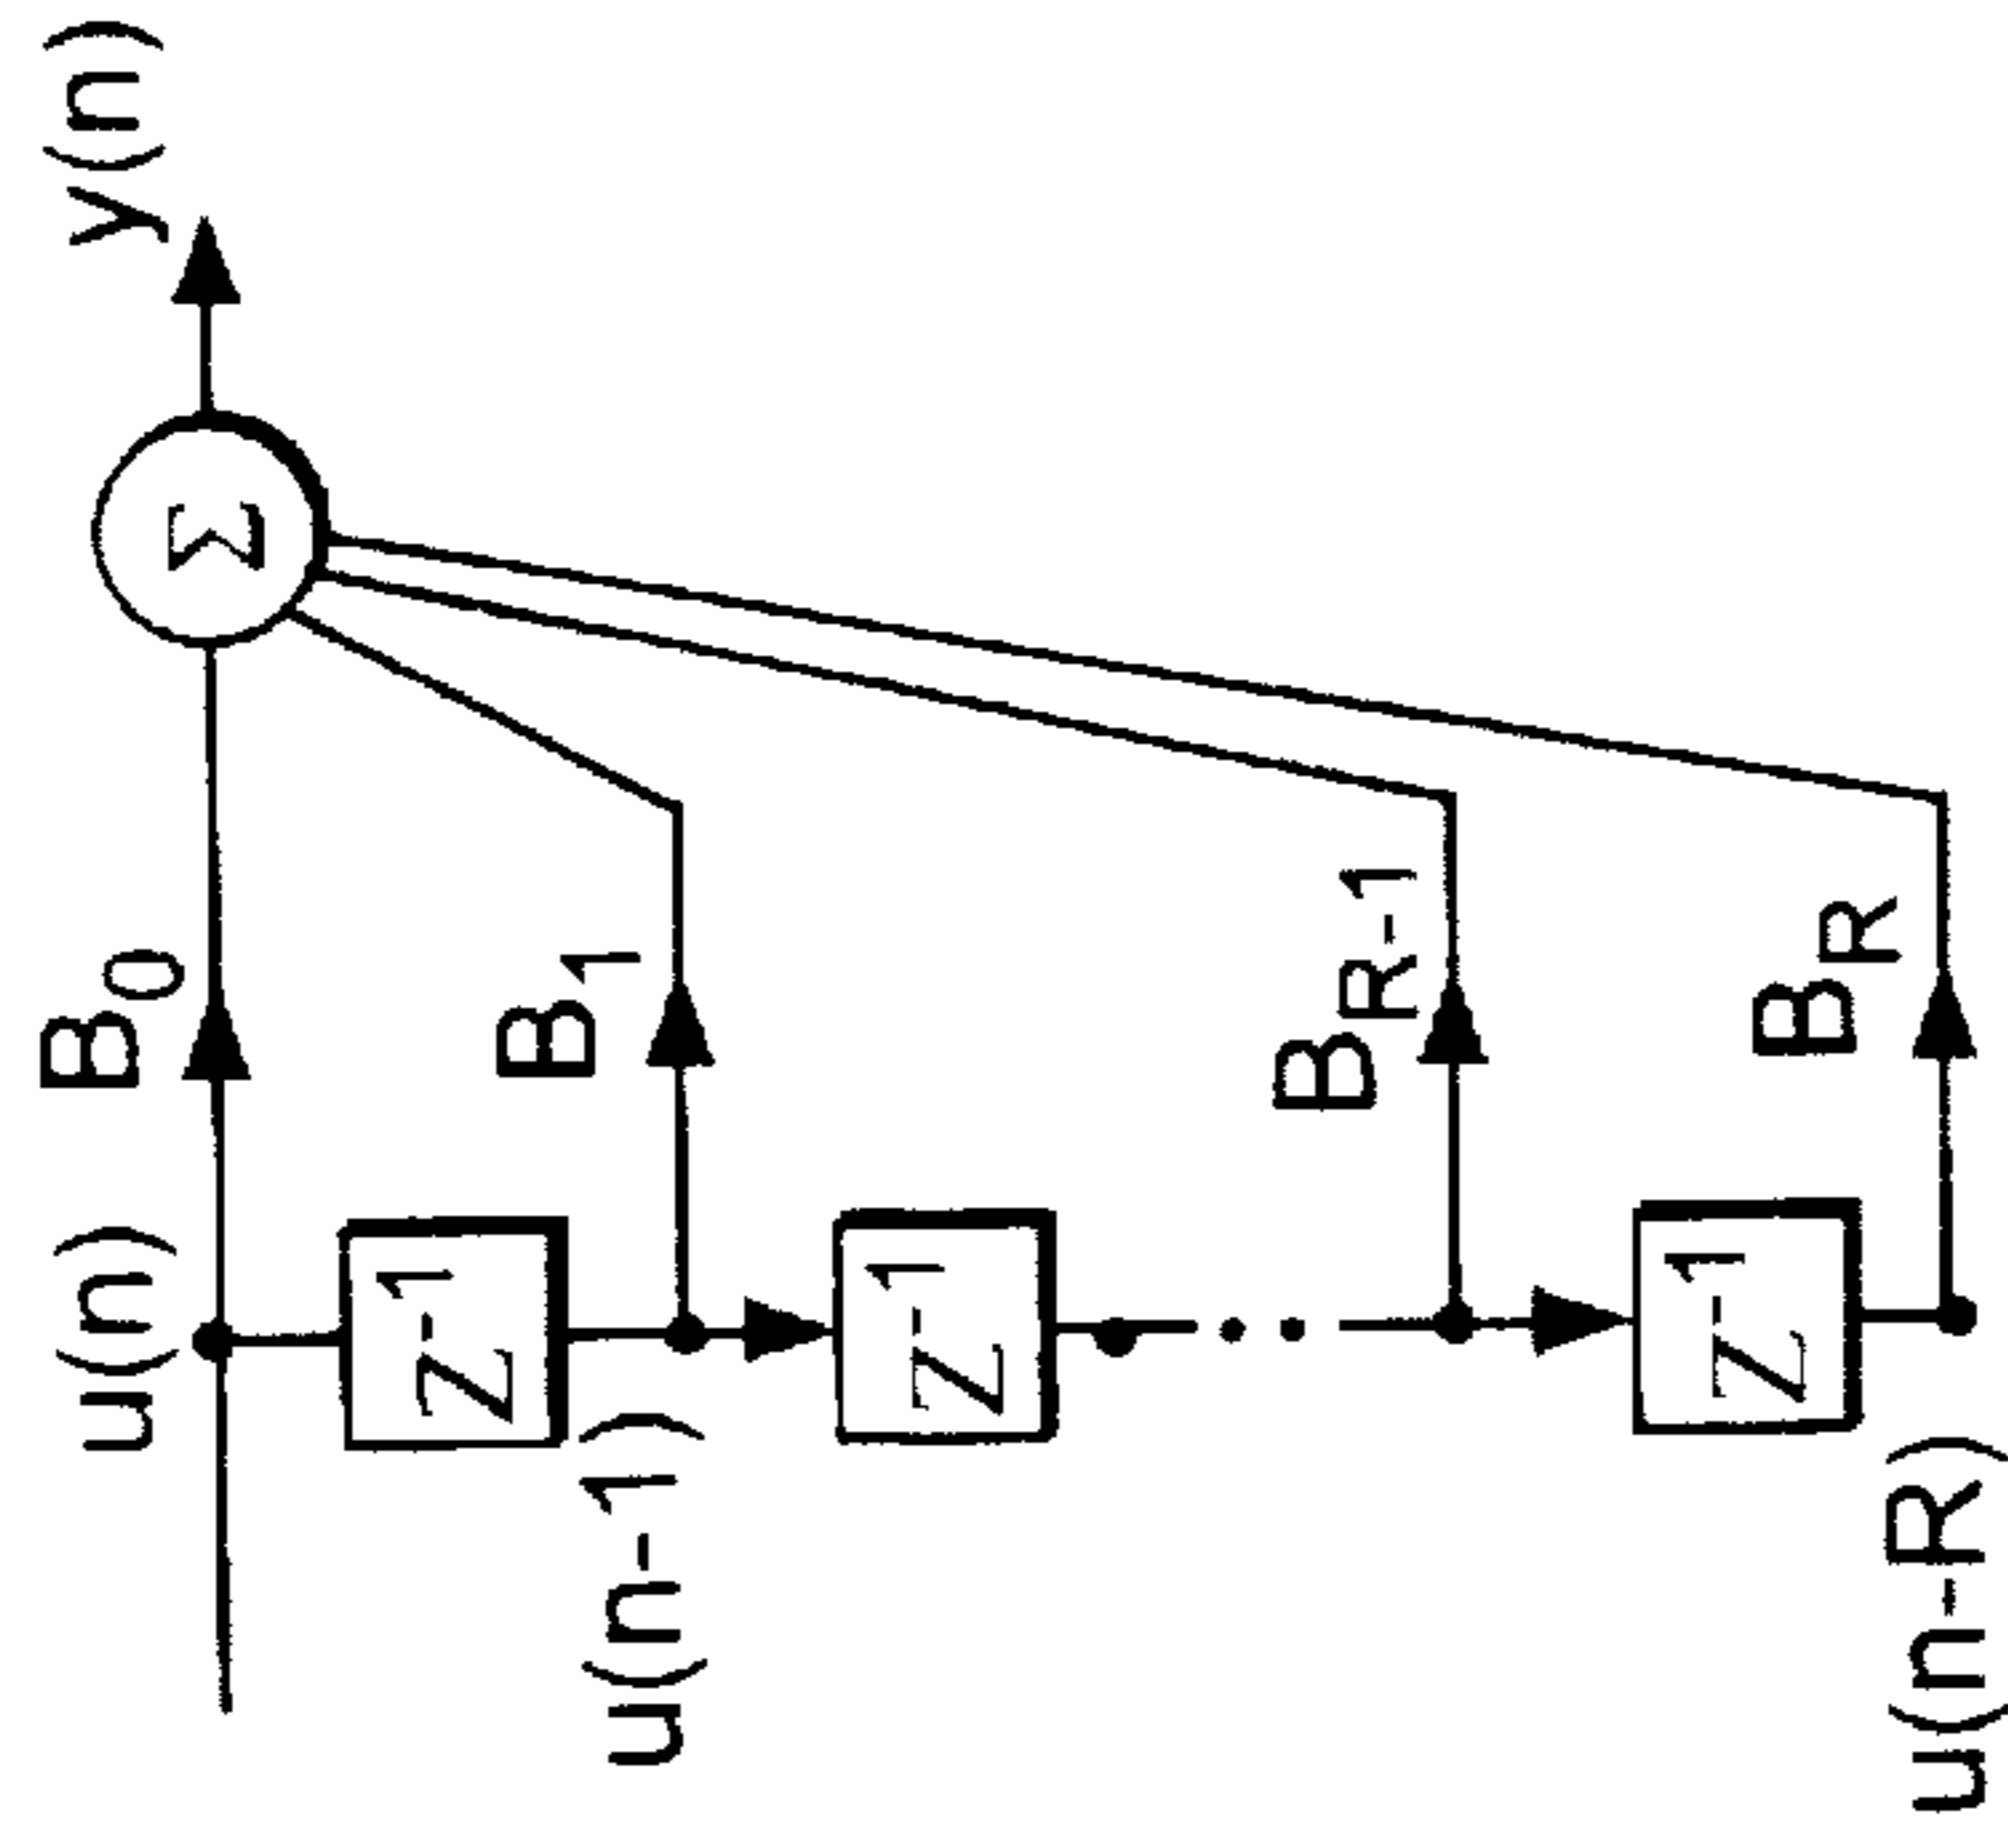 u(n)
B0
Σ
y(n)
Z-1
u(n-1)
B1
Z-1
BR-1
Z-1
u(n-R)
BR